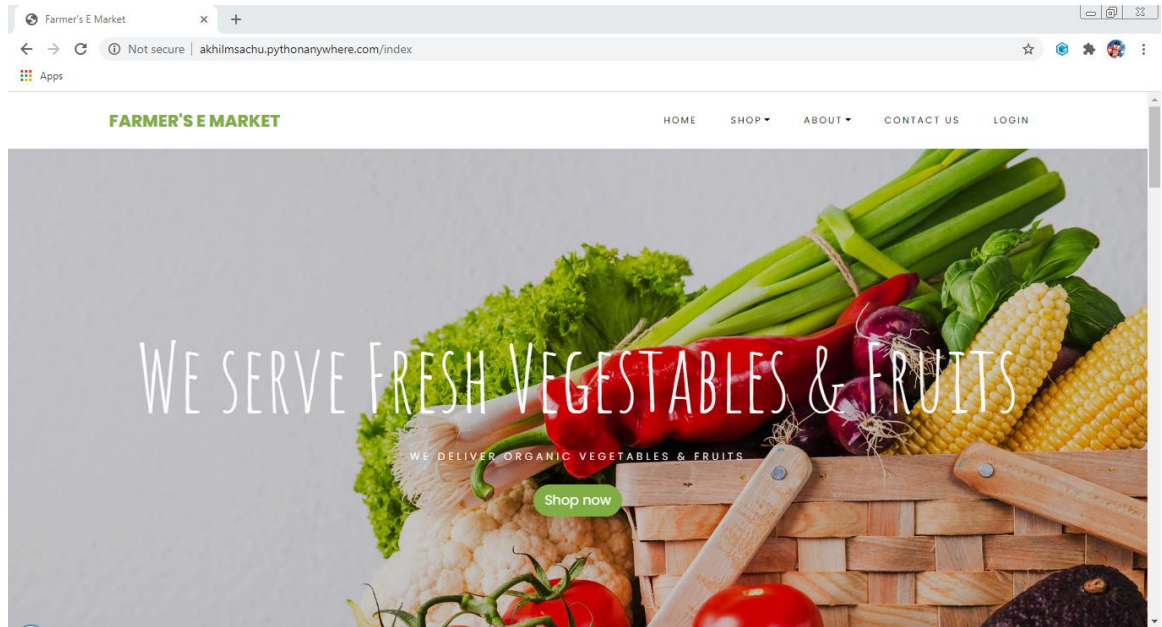 Farmer's E Market
Not secure | akhilmsachu.pythonanywhere.com/index
Apps
FARMER'S E MARKET HOME SHOP ABOUT CONTACT US LOGIN
WE SERVE FRESH VEGESTABLES & FRUITS
WE DELIVER ORGANIC VEGETABLES & FRUITS
Shop now